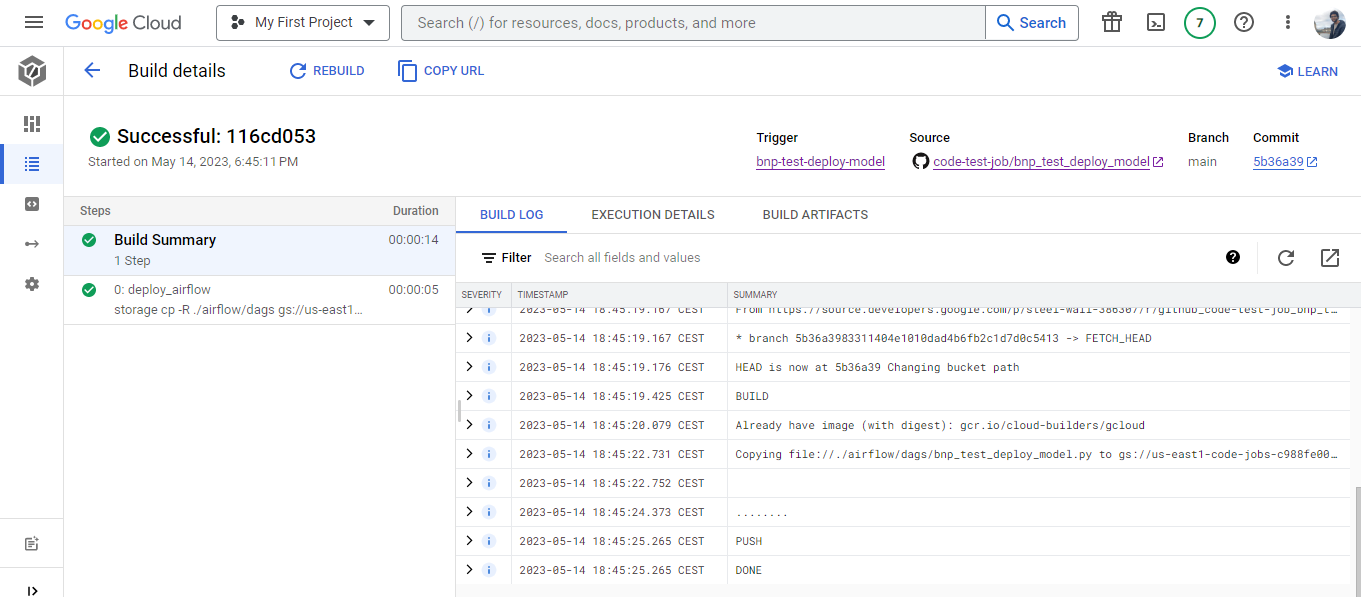 Google Cloud
My First Project
Search (/) for resources, docs, products, and more
Search
7
Build details
REBUILD
COPY URL
LEARN
Successful: 116cd053
Started on May 14, 2023, 6:45:11 PM
Trigger
bnp-test-deploy-model
Source
code-test-job/bnp_test_deploy_model
Branch
main
Commit
5b36a39
Steps Duration
Build Summary 00:00:14
1 Step
0: deploy_airflow 00:00:05
storage cp -R ./airflow/dags gs://us-east1...
BUILD LOG EXECUTION DETAILS BUILD ARTIFACTS
Filter Search all fields and values
SEVERITY TIMESTAMP SUMMARY
2023-05-14 18:45:19.167 CEST From https://source.developers.google.com/p/steel-wall-386307/r/github_code-test-job_bnp_t...
2023-05-14 18:45:19.167 CEST * branch 5b36a3983311404e1010dad4b6fb2c1d7d0c5413 -> FETCH_HEAD
2023-05-14 18:45:19.176 CEST HEAD is now at 5b36a39 Changing bucket path
2023-05-14 18:45:19.425 CEST BUILD
2023-05-14 18:45:20.079 CEST Already have image (with digest): gcr.io/cloud-builders/gcloud
2023-05-14 18:45:22.731 CEST Copying file://./airflow/dags/bnp_test_deploy_model.py to gs://us-east1-code-jobs-c988fe00...
2023-05-14 18:45:22.752 CEST
2023-05-14 18:45:24.373 CEST ........
2023-05-14 18:45:25.265 CEST PUSH
2023-05-14 18:45:25.265 CEST DONE